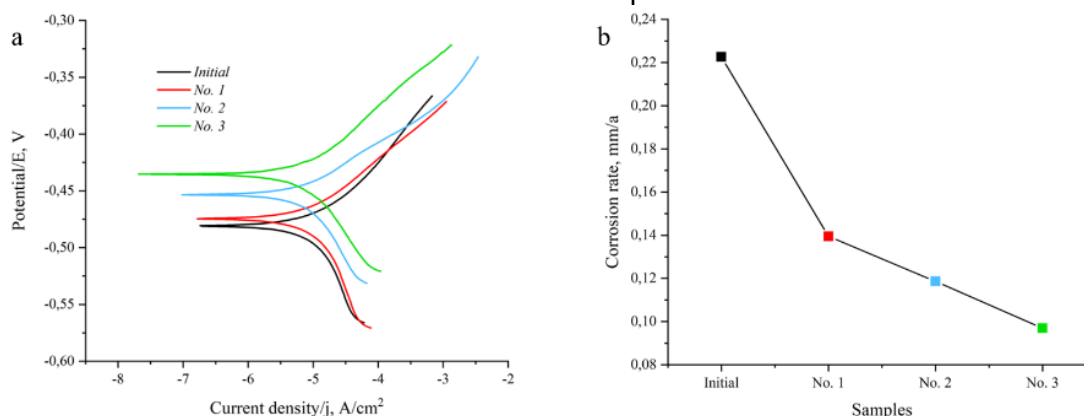 a
-0,30
-0,35
-0,40
-0,45
-0,50
-0,55
-0,60
Potential/E, V
Initial
No. 1
No. 2
No. 3
-8 -7 -6 -5 -4 -3 -2
Current density/j, A/cm²
b
0,24
0,22
0,20
0,18
0,16
0,14
0,12
0,10
0,08
Corrosion rate, mm/a
Initial No. 1 No. 2 No. 3
Samples